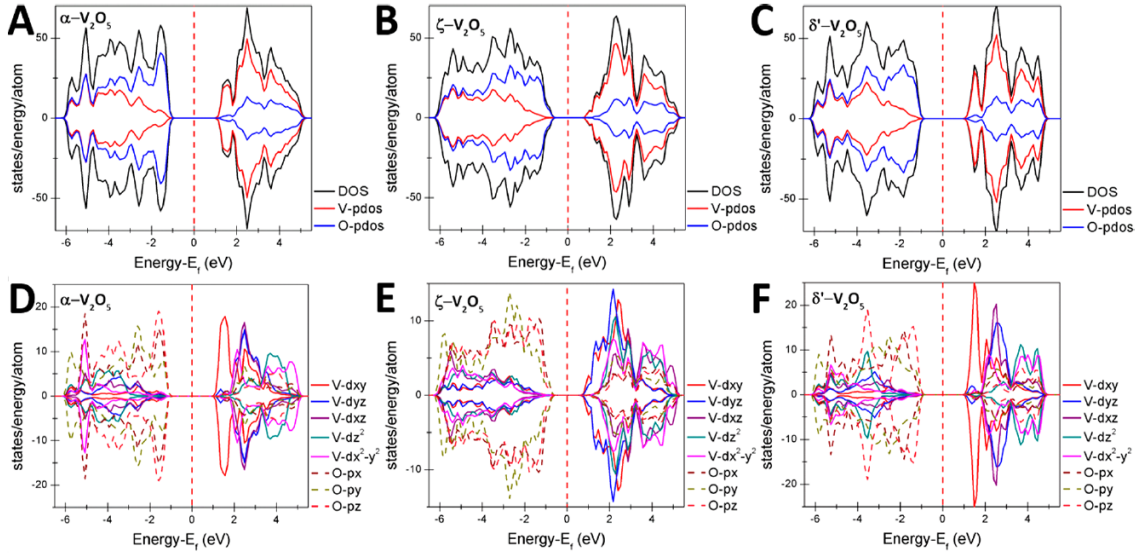 A
α–V₂O₅
states/energy/atom
50
0
-50
DOS
V-pdos
O-pdos
-6 -4 -2 0 2 4
Energy-E_f (eV)
B
ζ–V₂O₅
states/energy/atom
50
0
-50
DOS
V-pdos
O-pdos
-6 -4 -2 0 2 4
Energy-E_f (eV)
C
δ'–V₂O₅
states/energy/atom
50
0
-50
DOS
V-pdos
O-pdos
-6 -4 -2 0 2 4
Energy-E_f (eV)
D
α–V₂O₅
states/energy/atom
20
10
0
-10
-20
V-dxy
V-dyz
V-dxz
V-dz²
V-dx²-y²
O-px
O-py
O-pz
-6 -4 -2 0 2 4
Energy-E_f (eV)
E
ζ–V₂O₅
states/energy/atom
10
0
-10
V-dxy
V-dyz
V-dxz
V-dz²
V-dx²-y²
O-px
O-py
O-pz
-6 -4 -2 0 2 4
Energy-E_f (eV)
F
δ'–V₂O₅
states/energy/atom
20
10
0
-10
-20
V-dxy
V-dyz
V-dxz
V-dz²
V-dx²-y²
O-px
O-py
O-pz
-6 -4 -2 0 2 4
Energy-E_f (eV)